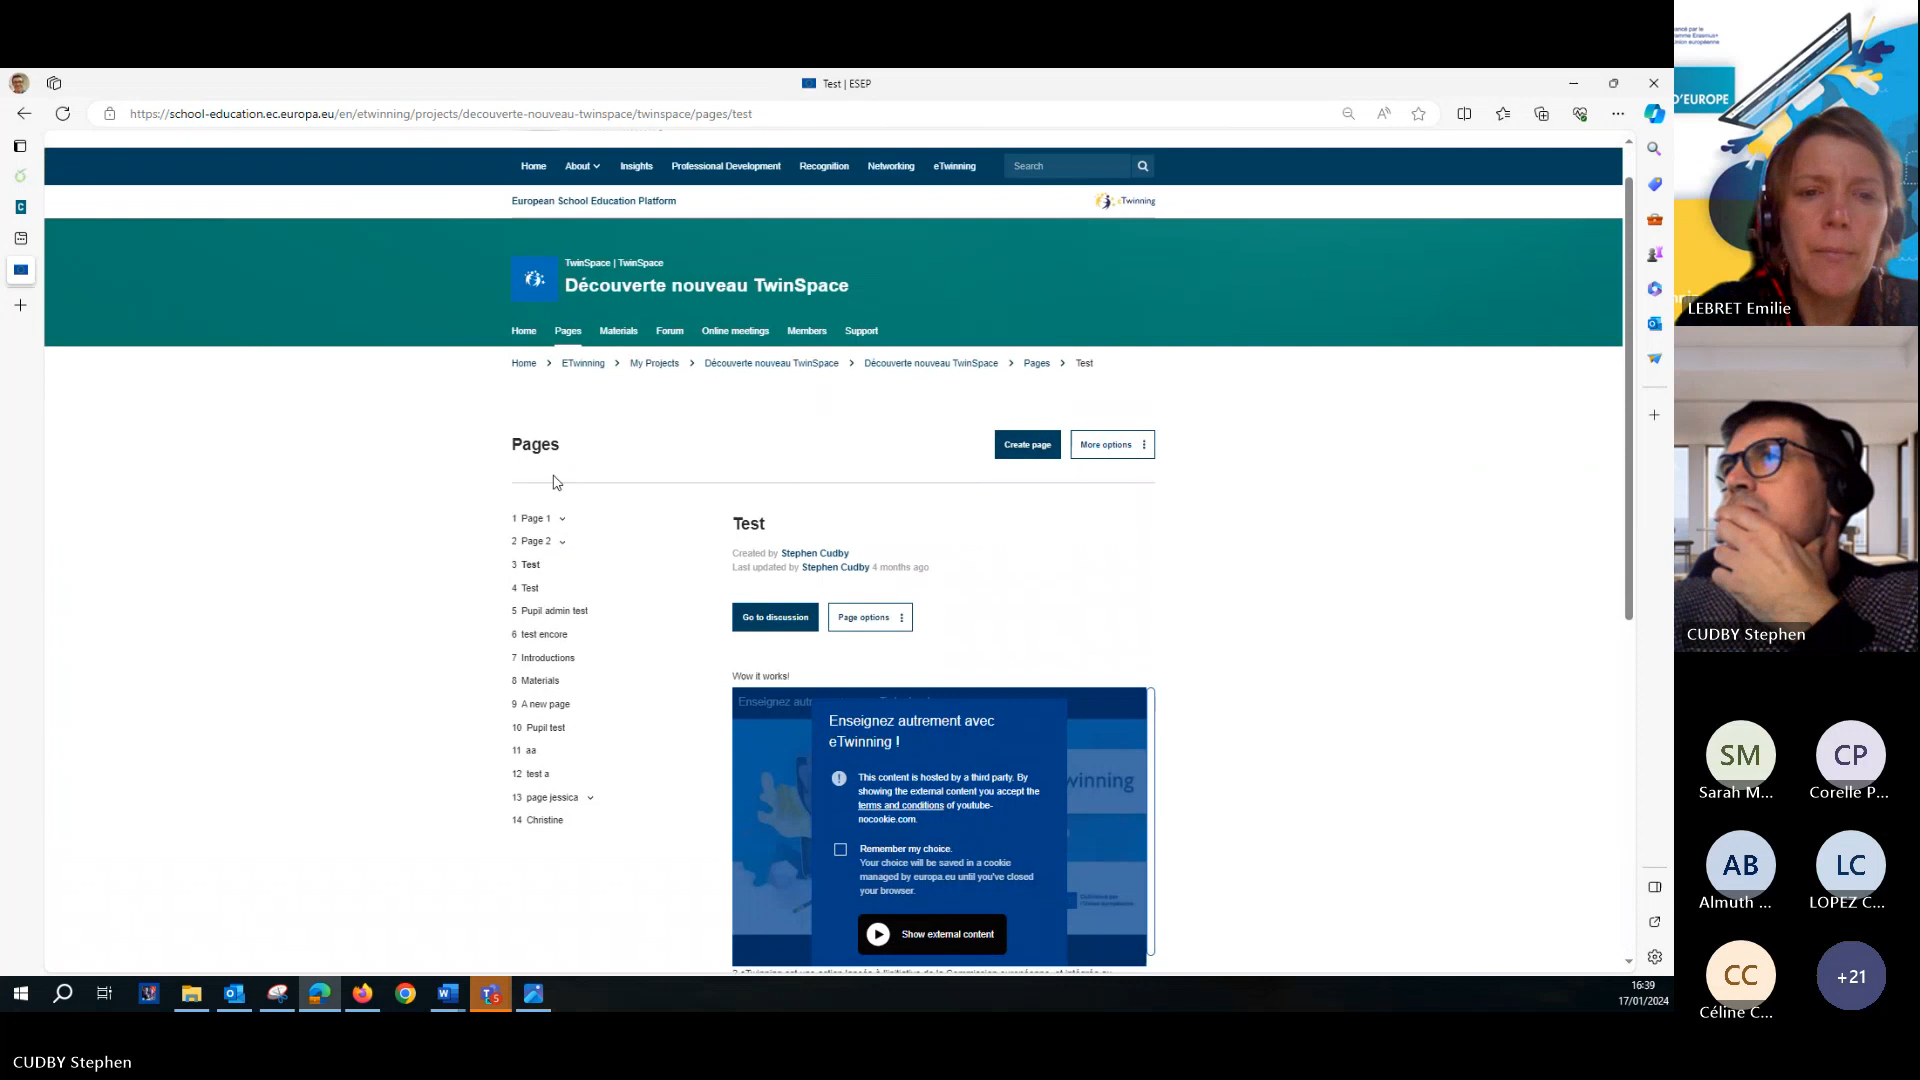 Test | ESEP
https://school-education.ec.europa.eu/en/etwinning/projects/decouverte-nouveau-twinspace/twinspace/pages/test
Home About Insights Professional Development Recognition Networking eTwinning Search
European School Education Platform
eTwinning
TwinSpace | TwinSpace
Découverte nouveau TwinSpace
Home Pages Materials Forum Online meetings Members Support
Home > ETwinning > My Projects > Découverte nouveau TwinSpace > Découverte nouveau TwinSpace > Pages > Test
Pages
Create page
More options
1 Page 1
2 Page 2
3 Test
4 Test
5 Pupil admin test
6 test encore
7 Introductions
8 Materials
9 A new page
10 Pupil test
11 aa
12 test a
13 page jessica
14 Christine
Test
Created by Stephen Cudby
Last updated by Stephen Cudby 4 months ago
Go to discussion
Page options
Wow it works!
Enseignez autrement avec
eTwinning !
This content is hosted by a third party. By
showing the external content you accept the
terms and conditions of youtube-
nocookie.com.
Remember my choice.
Your choice will be saved in a cookie
managed by europa.eu until you've closed
your browser.
Show external content
winning
16:39
17/01/2024
D'EUROPE
LEBRET Emilie
CUDBY Stephen
SM
Sarah M...
CP
Corelle P...
AB
Almuth ...
LC
LOPEZ C...
CC
Céline C...
+21
CUDBY Stephen